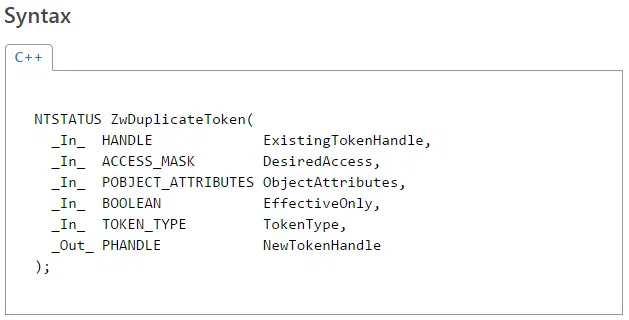 Syntax
C++
NTSTATUS ZwDuplicateToken(
  _In_  HANDLE             ExistingTokenHandle,
  _In_  ACCESS_MASK        DesiredAccess,
  _In_  POBJECT_ATTRIBUTES ObjectAttributes,
  _In_  BOOLEAN            EffectiveOnly,
  _In_  TOKEN_TYPE         TokenType,
  _Out_ PHANDLE            NewTokenHandle
);